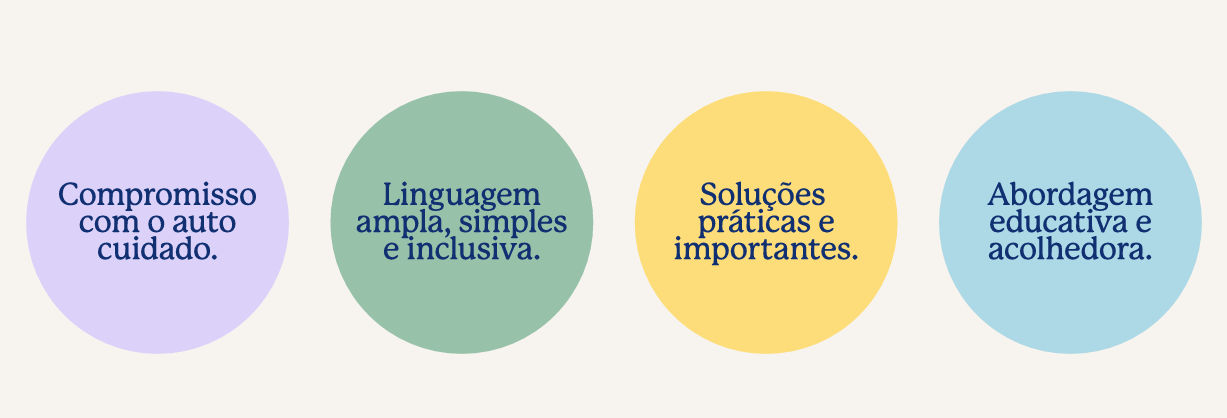 Compromisso
com o auto
cuidado.
Linguagem
ampla, simples
e inclusiva.
Soluções
práticas e
importantes.
Abordagem
educativa e
acolhedora.